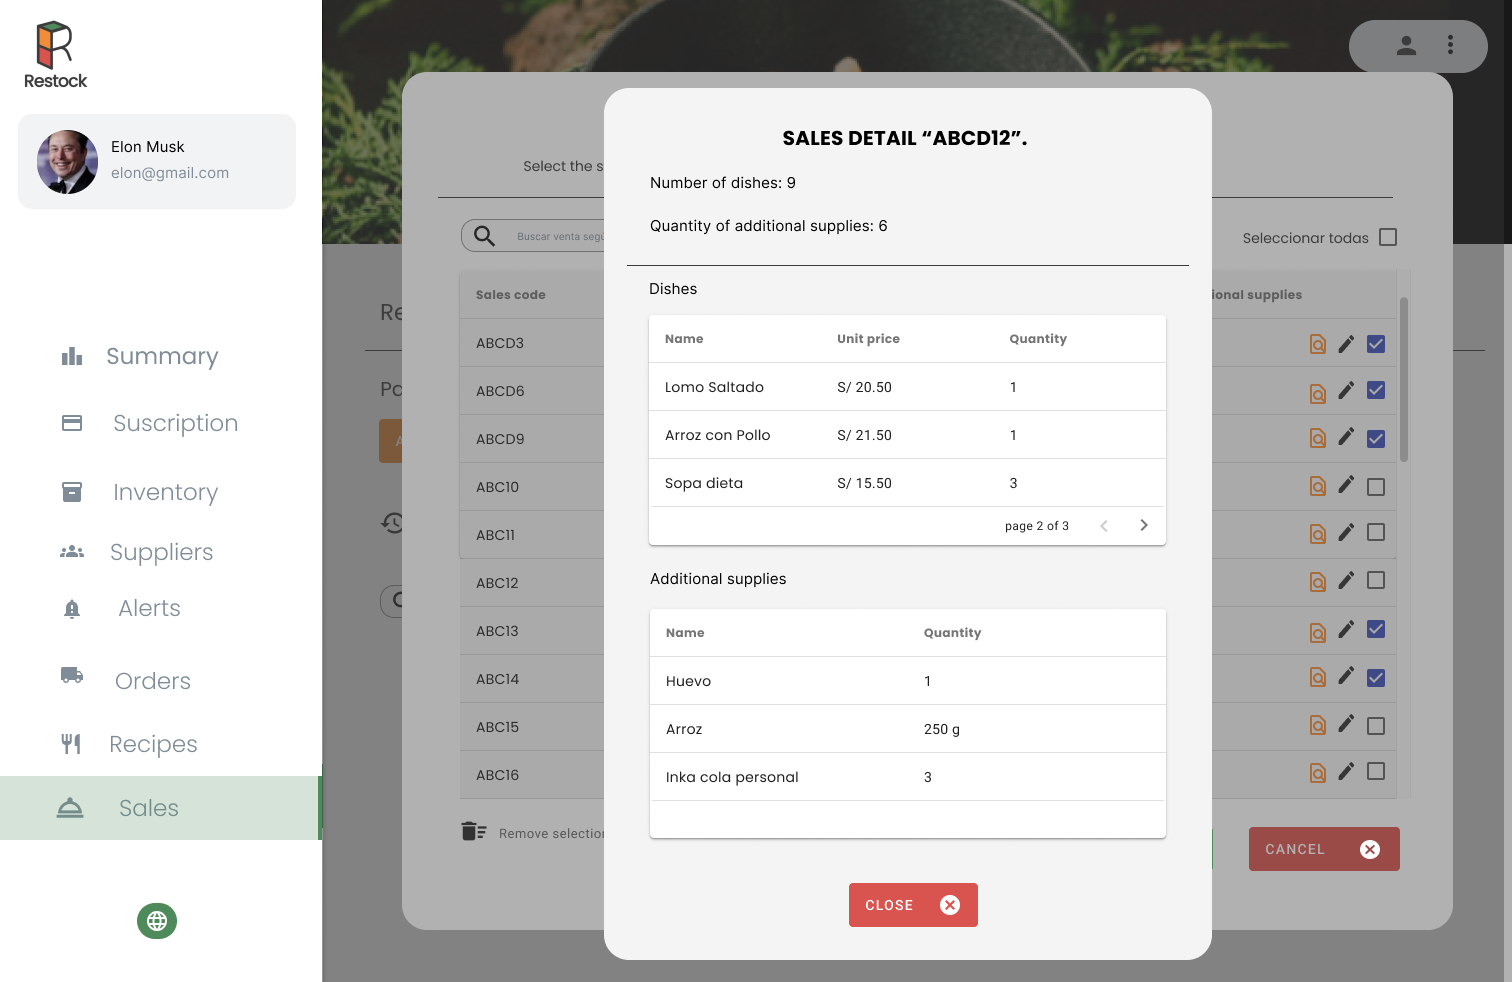 Restock
Elon Musk
elon@gmail.com
Summary
Suscription
Inventory
Suppliers
Alerts
Orders
Recipes
Sales
Select the s
Buscar venta segú
Seleccionar todas
Sales code
ional supplies
ABCD3
ABCD6
ABCD9
ABC10
ABC11
ABC12
ABC13
ABC14
ABC15
ABC16
Remove selection
CANCEL
Re
Pa
A
SALES DETAIL “ABCD12”.
Number of dishes: 9
Quantity of additional supplies: 6
Dishes
Name Unit price Quantity
Lomo Saltado S/ 20.50 1
Arroz con Pollo S/ 21.50 1
Sopa dieta S/ 15.50 3
page 2 of 3
Additional supplies
Name Quantity
Huevo 1
Arroz 250 g
Inka cola personal 3
CLOSE